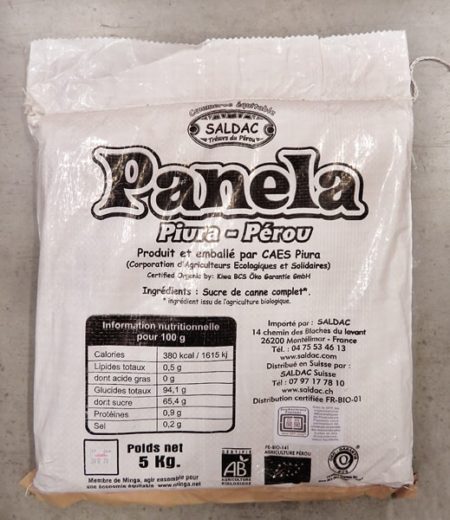 Commerce équitable
SALDAC
Trésors du Pérou
Panela
Piura - Pérou
Produit et emballé par CAES Piura
(Corporation d'Agriculteurs Ecologiques et Solidaires)
Certified Organic by: Kiwa BCS Öko Garantie GmbH
Ingrédients : Sucre de canne complet*.
* ingrédient issu de l'agriculture biologique.
Information nutritionnelle
pour 100 g
Calories 380 kcal / 1615 kj
Lipides totaux 0,5 g
dont acide gras 0 g
Glucides totaux 94,1 g
dont sucre 65,4 g
Protéines 0,9 g
Sel 0,2 g
Importé par : SALDAC
14 chemin des Blaches du levant
26200 Montélimar - France
Tél. : 04 75 53 46 13
www.saldac.com
Distribué en Suisse par :
SALDAC Suisse
Tél : 07 97 17 78 10
www.saldac.ch
Distribution certifiée FR-BIO-01
Poids net
5 Kg.
Membre de Minga, agir ensemble pour
une économie équitable www.minga.net
CERTIFIÉ
AB
AGRICULTURE
BIOLOGIQUE
FR-BIO-141
AGRICULTURE PÉROU